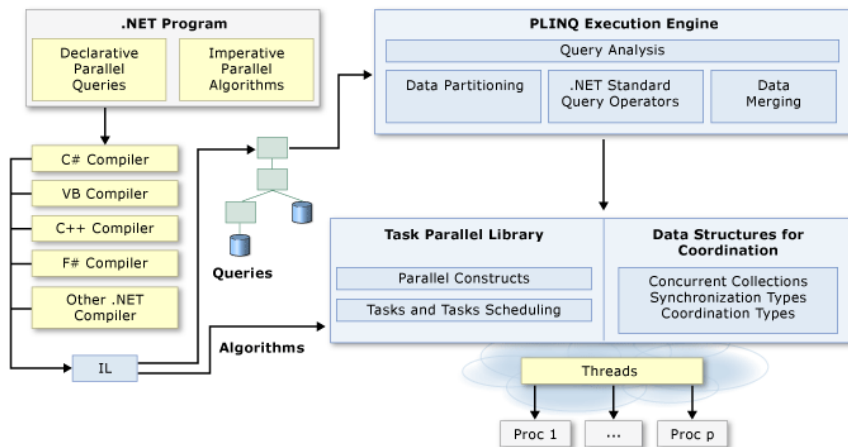 .NET Program
Declarative
Parallel
Queries
Imperative
Parallel
Algorithms
PLINQ Execution Engine
Query Analysis
Data Partitioning
.NET Standard
Query Operators
Data
Merging
C# Compiler
VB Compiler
C++ Compiler
F# Compiler
Other .NET
Compiler
IL
Queries
Algorithms
Task Parallel Library
Parallel Constructs
Tasks and Tasks Scheduling
Data Structures for
Coordination
Concurrent Collections
Synchronization Types
Coordination Types
Threads
Proc 1
...
Proc p